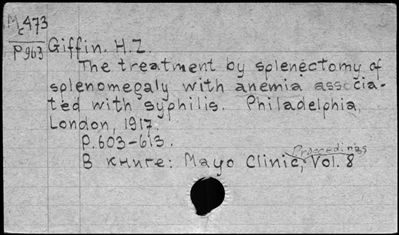 Mc473
P963
Giffin. H.Z.
The treatment by splenectomy of
splenomegaly with anemia associa-
ted with syphilis. Philadelphia,
London, 1917.
P.603-613.
В книге: Mayo Clinic, Proceedings Vol. 8